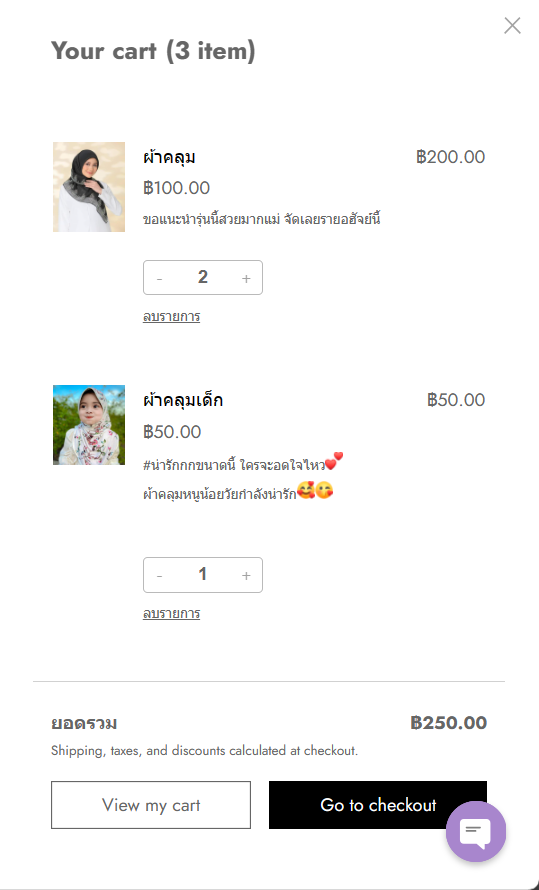 Your cart (3 item)
ผ้าคลุม ฿200.00
฿100.00
ขอแนะนำรุ่นนี้สวยมากแม่ จัดเลยรายอฮัจย์นี้
- 2 +
ลบรายการ
ผ้าคลุมเด็ก ฿50.00
฿50.00
#น่ารักกกขนาดนี้ ใครจะอดใจไหว💕
ผ้าคลุมหนูน้อยวัยกำลังน่ารัก🥰😋
- 1 +
ลบรายการ
ยอดรวม ฿250.00
Shipping, taxes, and discounts calculated at checkout.
View my cart Go to checkout